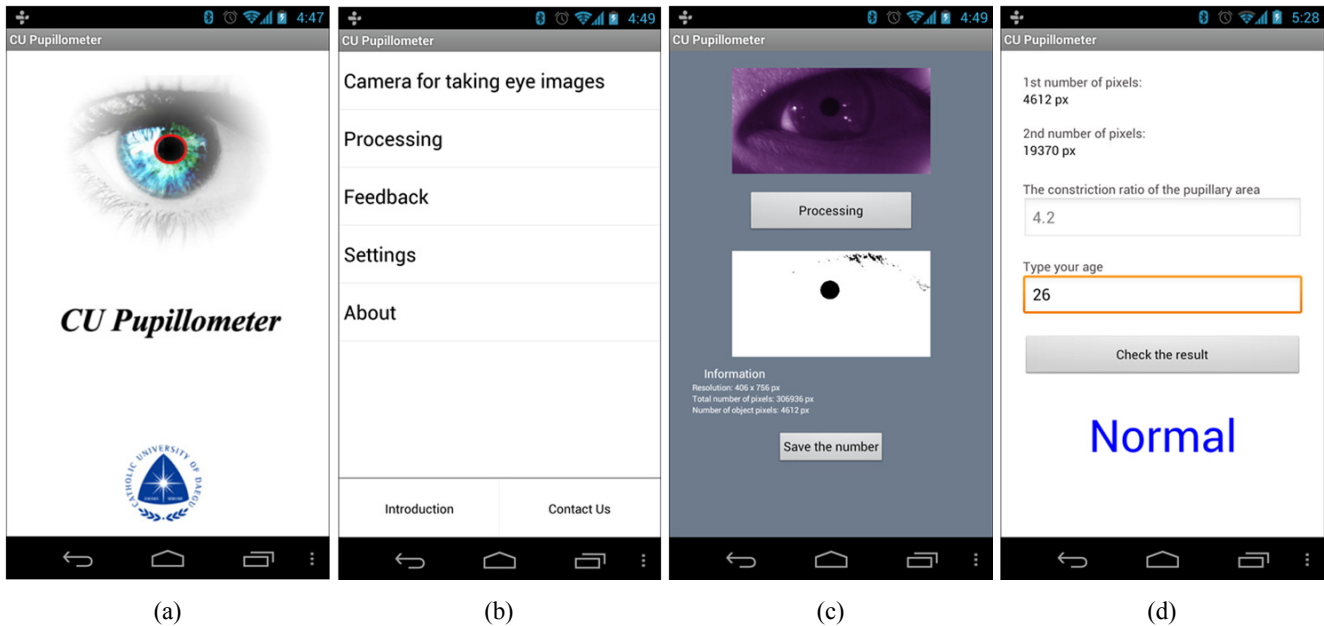 4:47
CU Pupillometer
CU Pupillometer
CATHOLIC UNIVERSITY OF DAEGU
(a)
4:49
CU Pupillometer
Camera for taking eye images
Processing
Feedback
Settings
About
Introduction
Contact Us
(b)
4:49
CU Pupillometer
Processing
Information
Resolution: 406 x 756 px
Total number of pixels: 306936 px
Number of object pixels: 4612 px
Save the number
(c)
5:28
CU Pupillometer
1st number of pixels:
4612 px
2nd number of pixels:
19370 px
The constriction ratio of the pupillary area
4.2
Type your age
26
Check the result
Normal
(d)